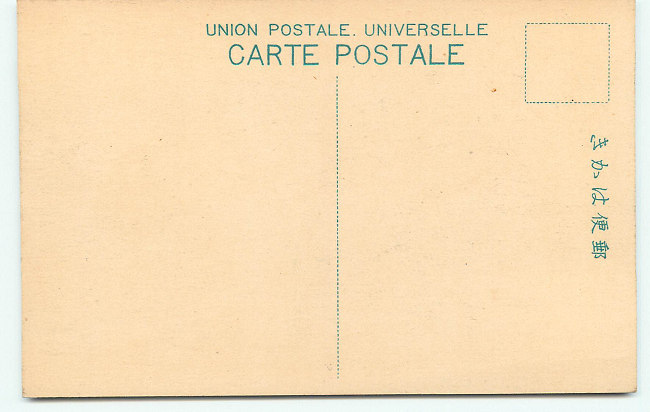 UNION POSTALE. UNIVERSELLE
CARTE POSTALE
郵便はかき